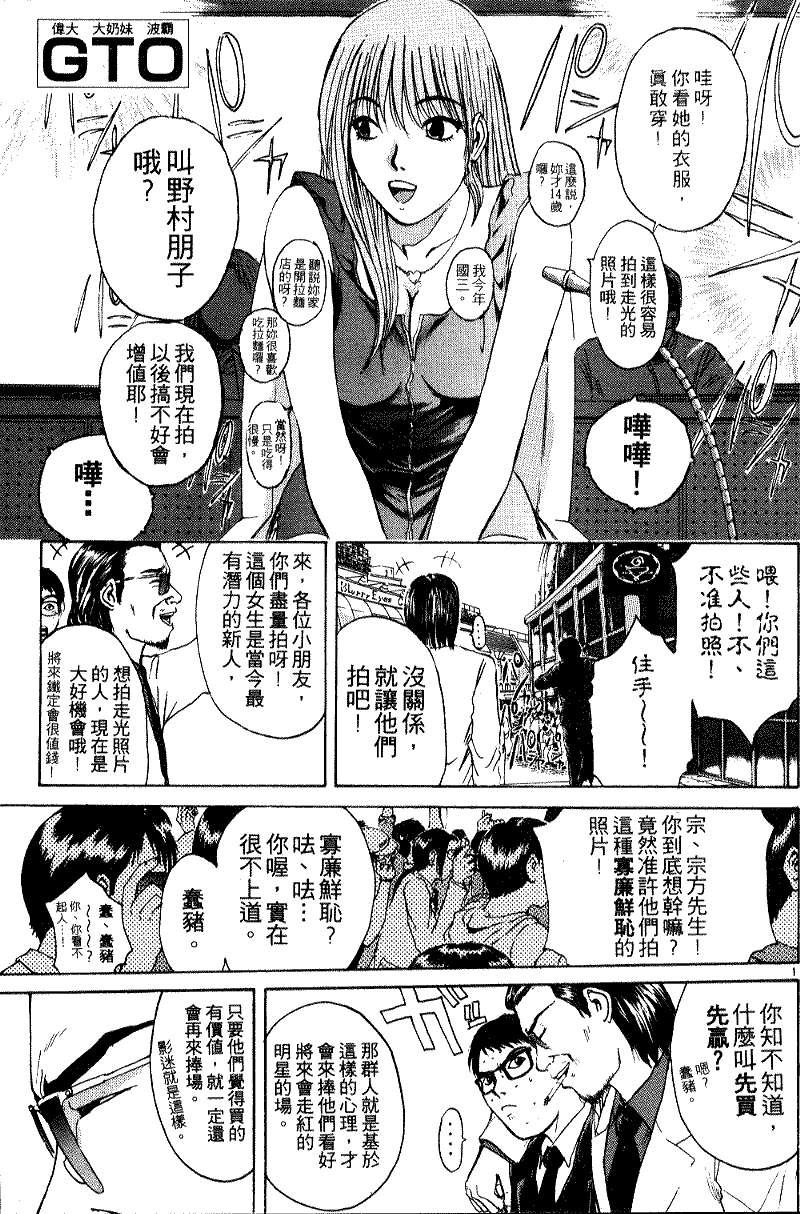 偉大　大奶妹　波霸
GTO
哇呀！
你看她的衣服，
真敢穿！
這樣很容易
拍到走光的
照片哦！
嘩嘩！
這麼說，
妳才14歲
囉？
我今年
國三。
叫野村朋子
哦？
聽說妳家
是開拉麵
店的呀？
那妳很喜歡
吃拉麵囉？
當然呀！
只是吃得
很慢。
我們現在拍，
以後搞不好會
增值耶！
嘩…
喂！你們這
些人！不、
不准拍照！
住手～～！
沒關係，
就讓他們
拍吧！
來，各位小朋友，
你們盡量拍呀！
這個女生是當今最
有潛力的新人，
想拍走光照片
的人，現在是
大好機會哦！
將來鐵定會很值錢！
宗、宗方先生！
你到底想幹嘛？
竟然准許他們拍
這種寡廉鮮恥的
照片！
寡廉鮮恥？
呿、呿…
你喔，實在
很不上道。
蠢豬。
蠢、蠢豬
～～～？
你、你看不
起人！！
1
你知不知道，
什麼叫先買
先贏？
嗯？
蠢豬。
……
那群人就是基於
這樣的心理，才
會來捧他們看好
將來會走紅的
明星的場。
只要他們覺得買的
有價值，就一定還
會再來捧場。
影迷就是這樣。